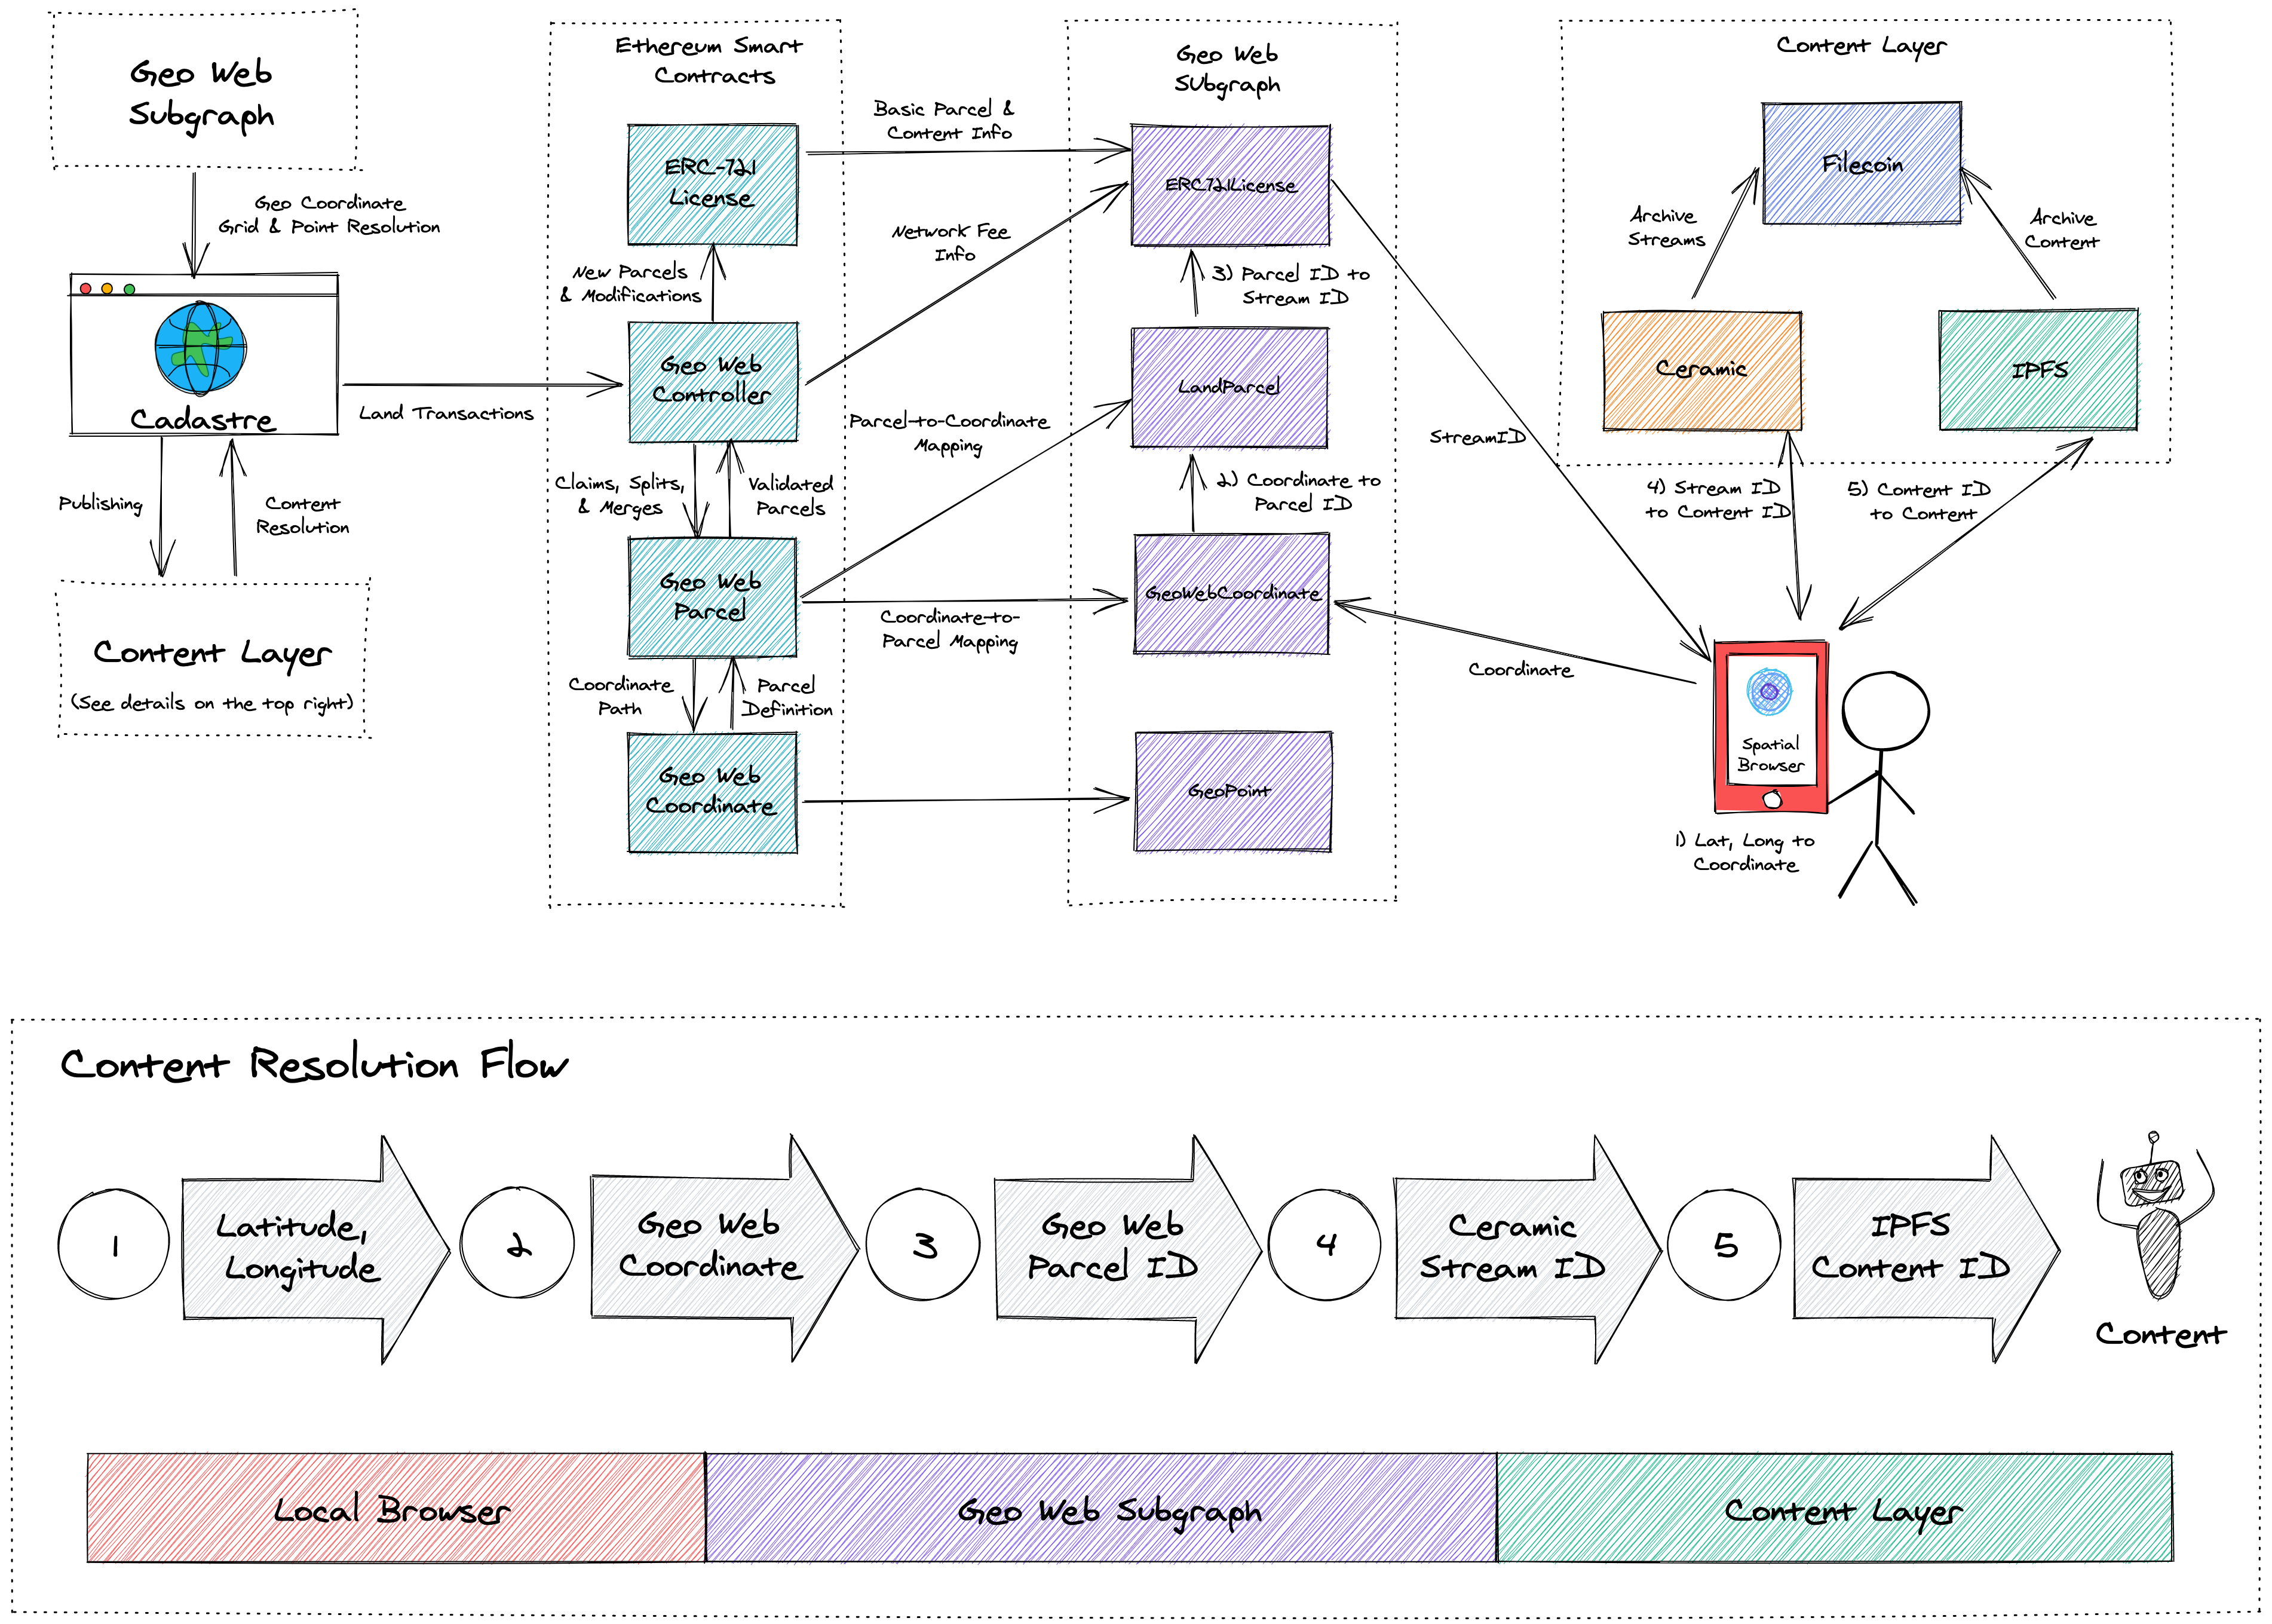 Geo Web
Subgraph
Geo Coordinate
Grid & Point Resolution
Cadastre
Land Transactions
Publishing
Content
Resolution
Content Layer
(See details on the top right)
Ethereum Smart
Contracts
ERC-721
License
New Parcels
& Modifications
Geo Web
Controller
Claims, Splits,
& Merges
Validated
Parcels
Geo Web
Parcel
Coordinate
Path
Parcel
Definition
Geo Web
Coordinate
Basic Parcel &
Content Info
Network Fee
Info
Parcel-to-Coordinate
Mapping
Coordinate-to-
Parcel Mapping
Geo Web
Subgraph
ERC721License
3) Parcel ID to
Stream ID
LandParcel
2) Coordinate to
Parcel ID
GeoWebCoordinate
GeoPoint
StreamID
Coordinate
Content Layer
Filecoin
Archive
Streams
Archive
Content
Ceramic
IPFS
4) Stream ID
to Content ID
5) Content ID
to Content
Spatial
Browser
1) Lat, Long to
Coordinate
Content Resolution Flow
1
Latitude,
Longitude
2
Geo Web
Coordinate
3
Geo Web
Parcel ID
4
Ceramic
Stream ID
5
IPFS
Content ID
Content
Local Browser
Geo Web Subgraph
Content Layer